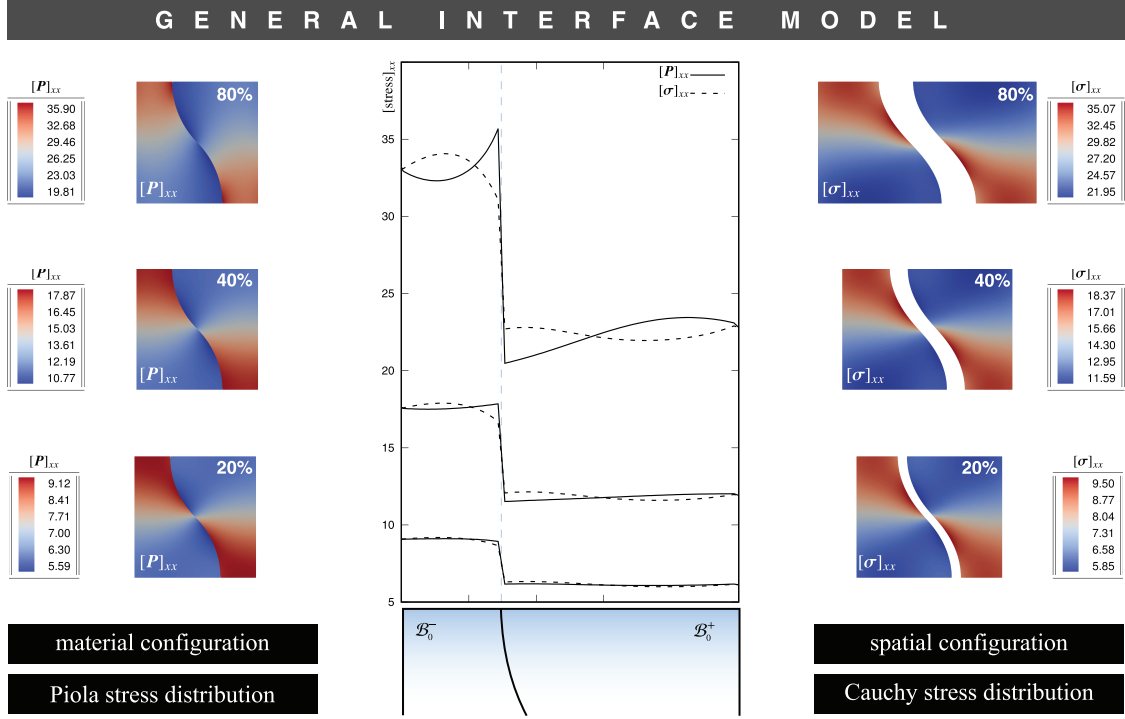 GENERAL INTERFACE MODEL
[P]xx
35.90
32.68
29.46
26.25
23.03
19.81
80%
[P]xx
[P]xx
17.87
16.45
15.03
13.61
12.19
10.77
40%
[P]xx
[P]xx
9.12
8.41
7.71
7.00
6.30
5.59
20%
[P]xx
material configuration
Piola stress distribution
[stress]xx
[P]xx
[σ]xx
35
30
25
20
15
10
5
ℬ₀⁻
ℬ₀⁺
80%
[σ]xx
[σ]xx
35.07
32.45
29.82
27.20
24.57
21.95
40%
[σ]xx
[σ]xx
18.37
17.01
15.66
14.30
12.95
11.59
20%
[σ]xx
[σ]xx
9.50
8.77
8.04
7.31
6.58
5.85
spatial configuration
Cauchy stress distribution